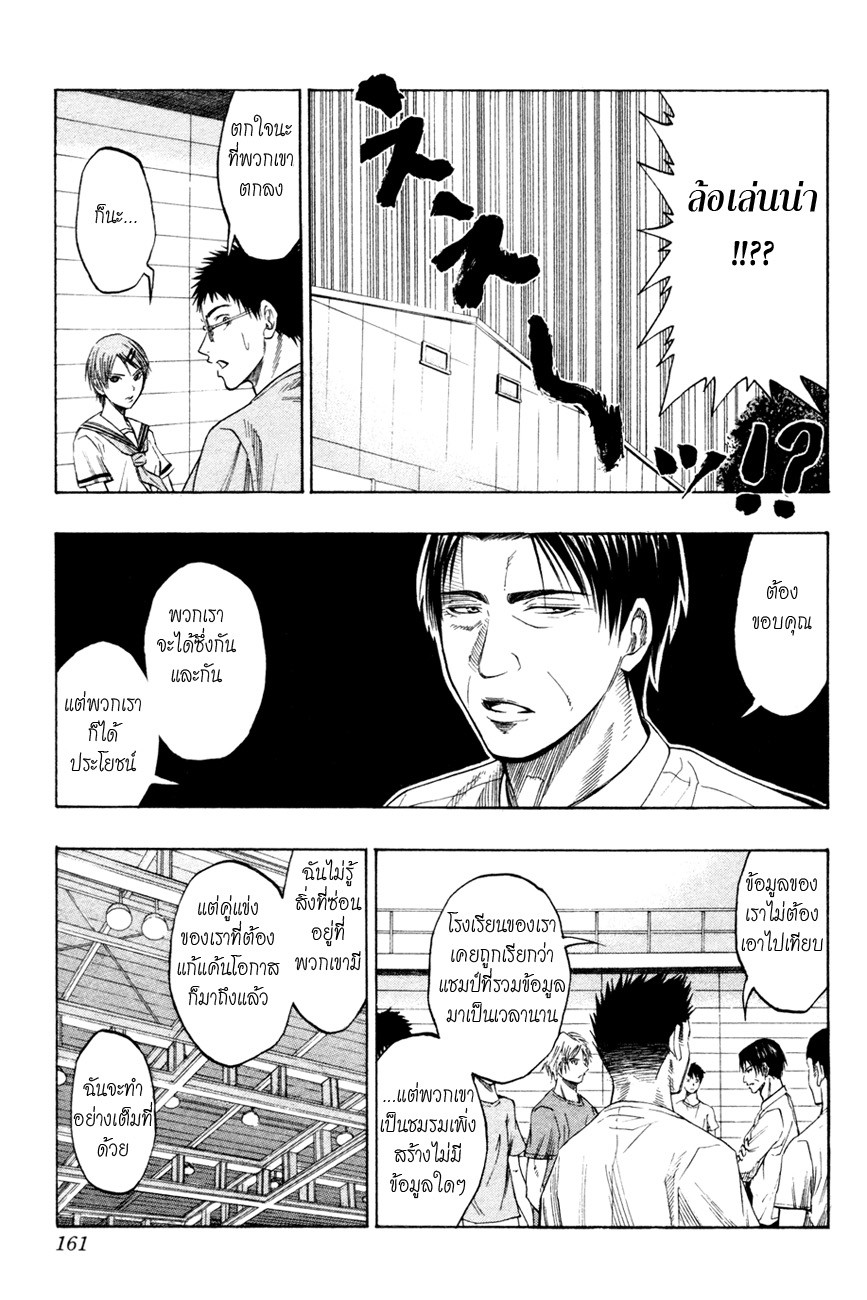 ล้อเล่นน่า
!!??
ええええーーッ!?
ตกใจนะ
ที่พวกเขา
ตกลง
ก็นะ...
ต้อง
ขอบคุณ
พวกเรา
จะได้ซึ่งกัน
และกัน
แต่พวกเรา
ก็ได้
ประโยชน์
ข้อมูลของ
เราไม่ต้อง
เอาไปเทียบ
โรงเรียนของเรา
เคยถูกเรียกว่า
แชมป์ที่รวมข้อมูล
มาเป็นเวลานาน
...แต่พวกเขา
เป็นชมรมเพิ่ง
สร้างไม่มี
ข้อมูลใดๆ
ฉันไม่รู้
สิ่งที่ซ่อน
อยู่ที่
พวกเขามี
แต่คู่แข่ง
ของเราที่ต้อง
แก้แค้นโอกาส
ก็มาถึงแล้ว
ฉันจะทำ
อย่างเต็มที่
ด้วย
161